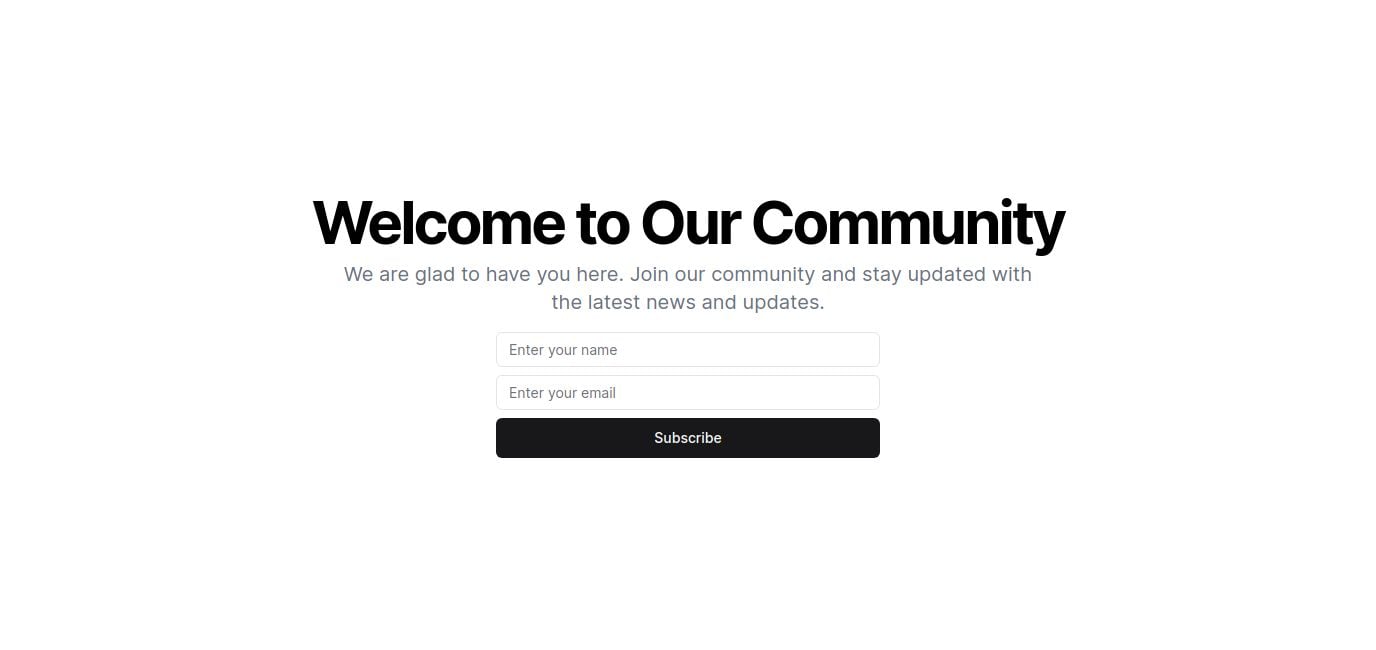 Welcome to Our Community
We are glad to have you here. Join our community and stay updated with
the latest news and updates.
Enter your name
Enter your email
Subscribe